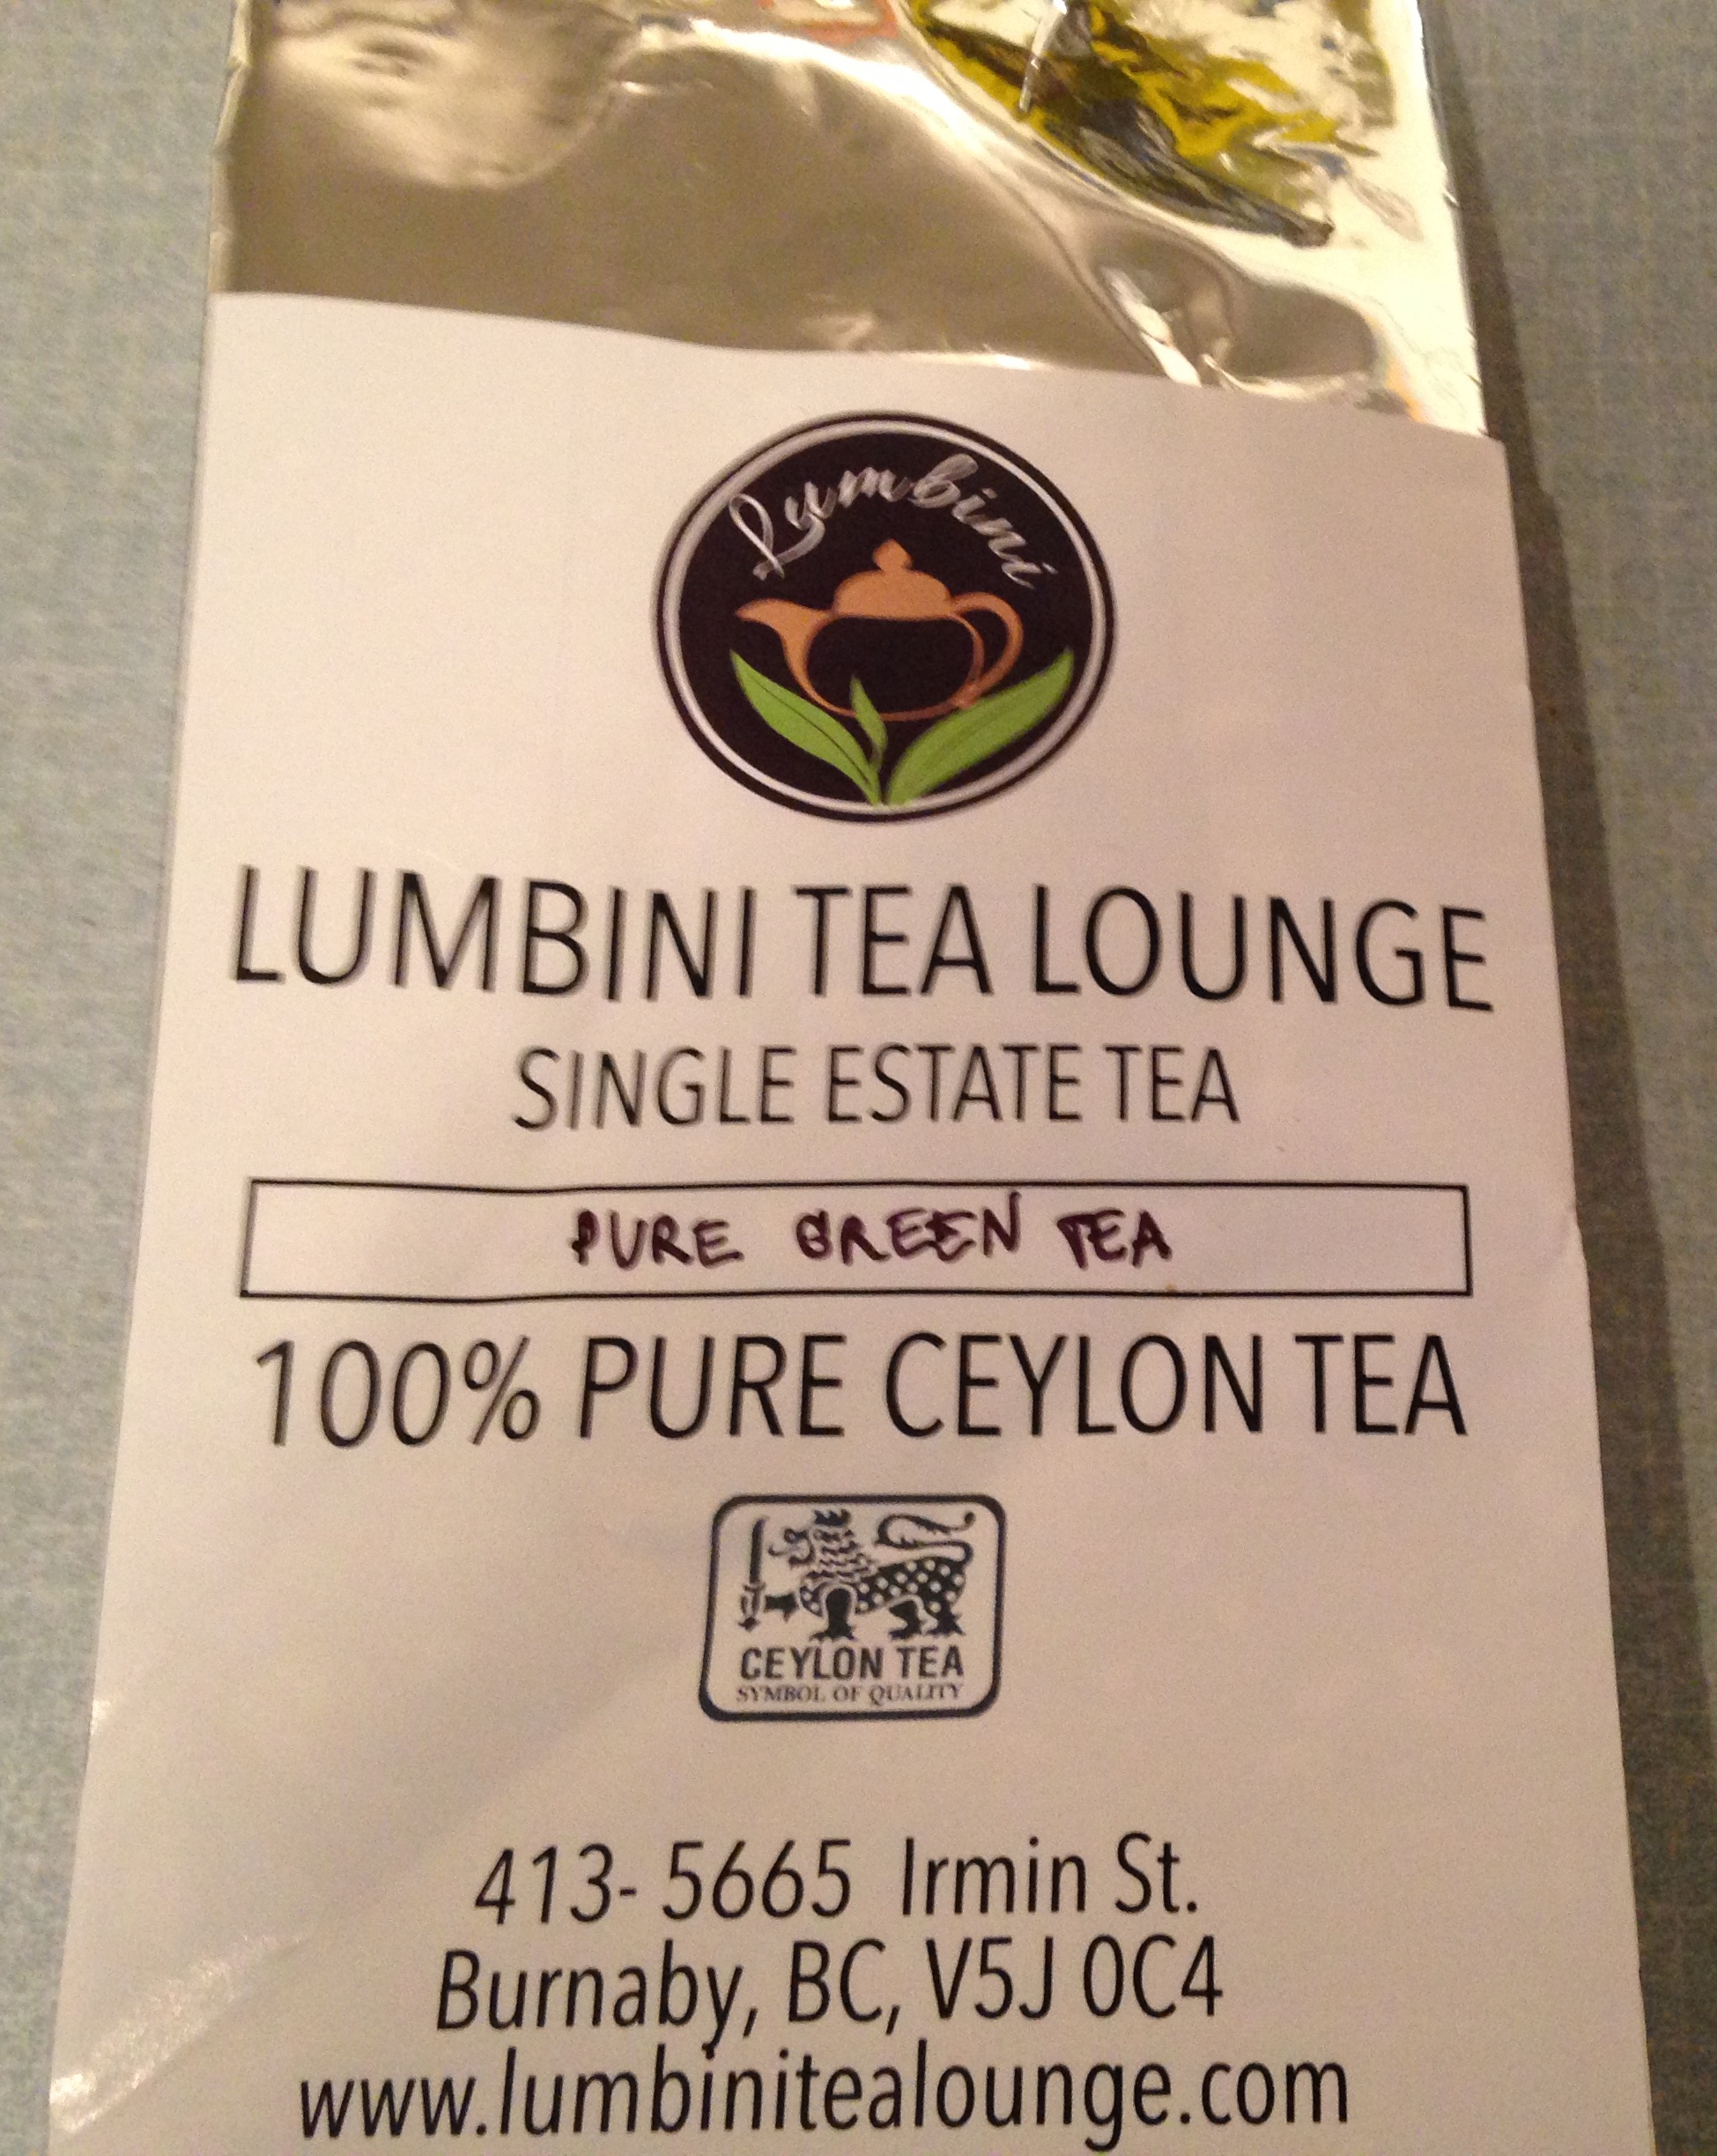 Lumbini
LUMBINI TEA LOUNGE
SINGLE ESTATE TEA
PURE GREEN TEA
100% PURE CEYLON TEA
CEYLON TEA
SYMBOL OF QUALITY
413- 5665 Irmin St.
Burnaby, BC, V5J 0C4
www.lumbinitealounge.com